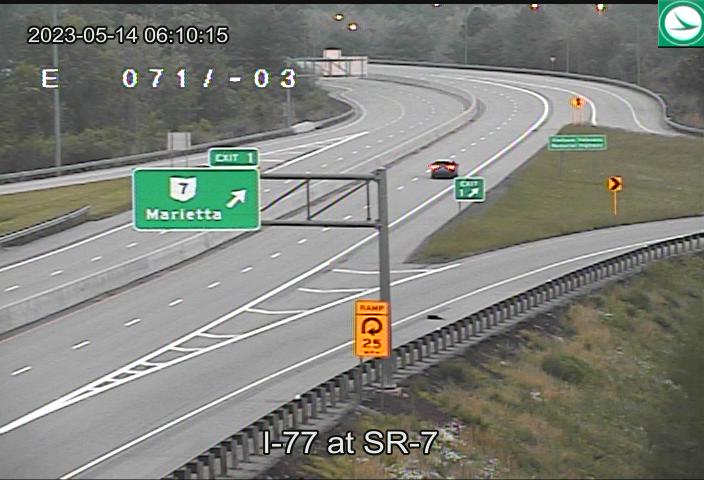 2023-05-14 06:10:15
E 071/-03
EXIT 1
7
Marietta
EXIT
1
RAMP
25
MPH
I-77 at SR-7